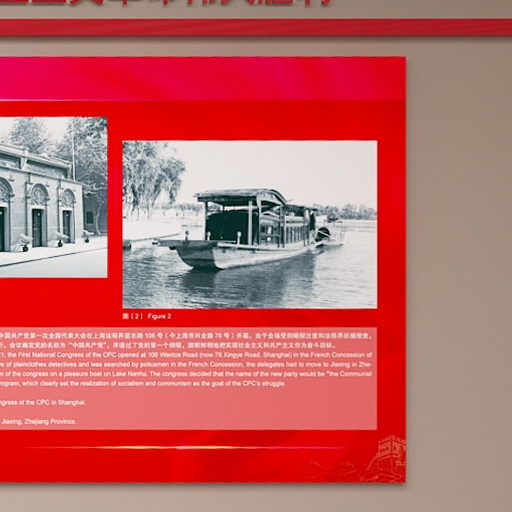 图（2） Figure 2
中国共产党第一次全国代表大会在上海法租界望志路 106 号（今上海市兴业路 76 号）开幕。由于会场受到暗探注意和法租界巡捕搜查，
行。会议确定党的名称为“中国共产党”，并通过了党的第一个纲领，旗帜鲜明地把实现社会主义和共产主义作为奋斗目标。
1, the First National Congress of the CPC opened at 106 Wantze Road (now 76 Xingye Road, Shanghai) in the French Concession of
e of plainclothes detectives and was searched by policemen in the French Concession, the delegates had to move to Jiaxing in Zhe-
on of the congress on a pleasure boat on Lake Nanhu. The congress decided that the name of the new party would be "the Communist
rogram, which clearly set the realization of socialism and communism as the goal of the CPC's struggle.
ngress of the CPC in Shanghai.
Jiaxing, Zhejiang Province.